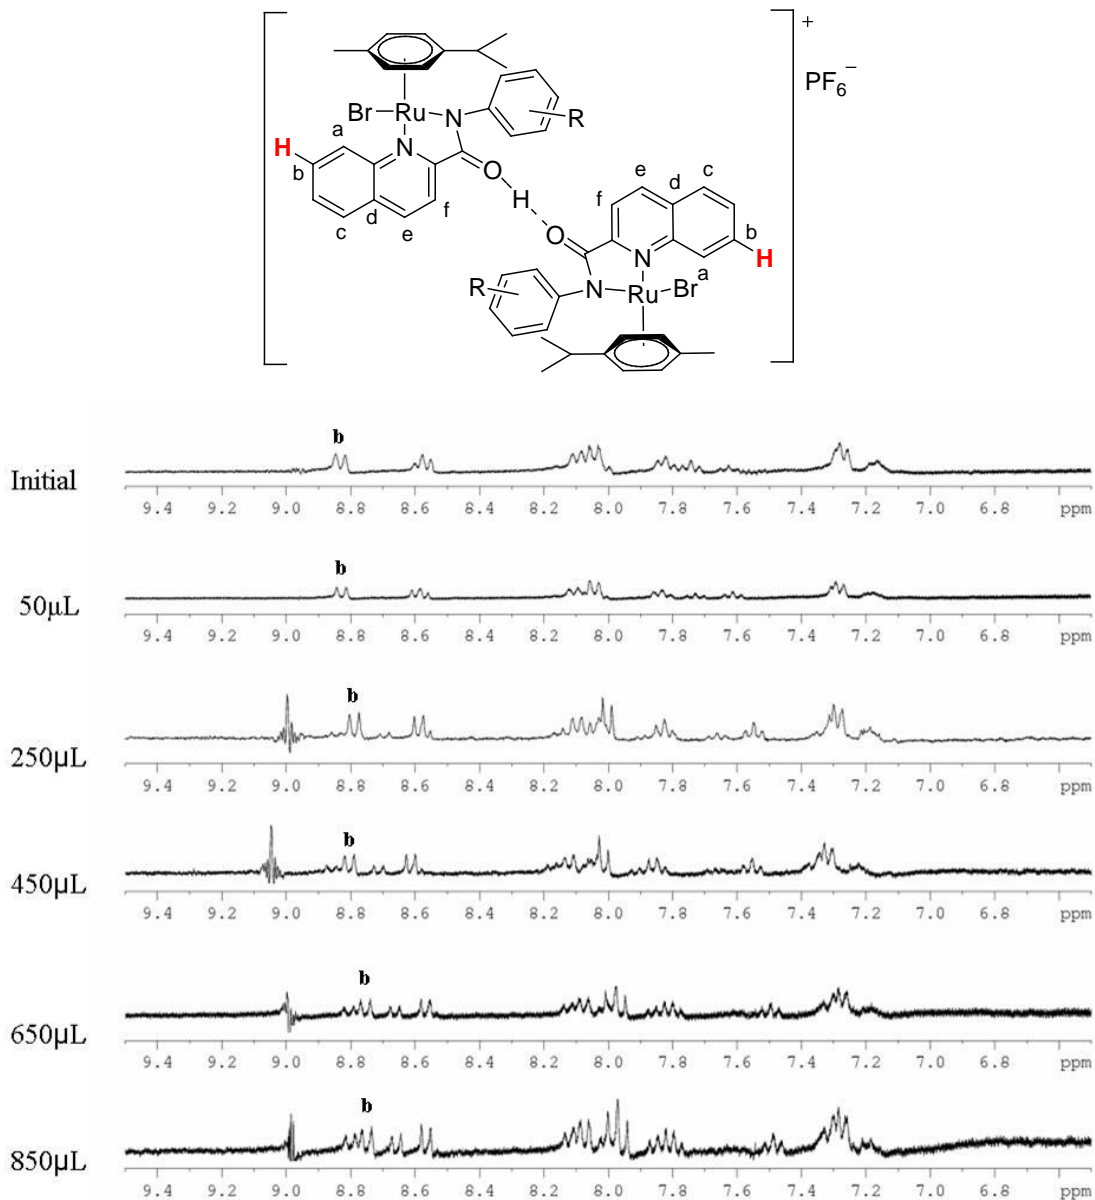 +
PF6−
Br Ru N R
H a N
b O
c d e f H
e d c
f
O b
N H
R N Ru Br a
b
Initial
9.4 9.2 9.0 8.8 8.6 8.4 8.2 8.0 7.8 7.6 7.4 7.2 7.0 6.8 ppm
b
50µL
9.4 9.2 9.0 8.8 8.6 8.4 8.2 8.0 7.8 7.6 7.4 7.2 7.0 6.8 ppm
b
250µL
9.4 9.2 9.0 8.8 8.6 8.4 8.2 8.0 7.8 7.6 7.4 7.2 7.0 6.8 ppm
b
450µL
9.4 9.2 9.0 8.8 8.6 8.4 8.2 8.0 7.8 7.6 7.4 7.2 7.0 6.8 ppm
b
650µL
9.4 9.2 9.0 8.8 8.6 8.4 8.2 8.0 7.8 7.6 7.4 7.2 7.0 6.8 ppm
b
850µL
9.4 9.2 9.0 8.8 8.6 8.4 8.2 8.0 7.8 7.6 7.4 7.2 7.0 6.8 ppm